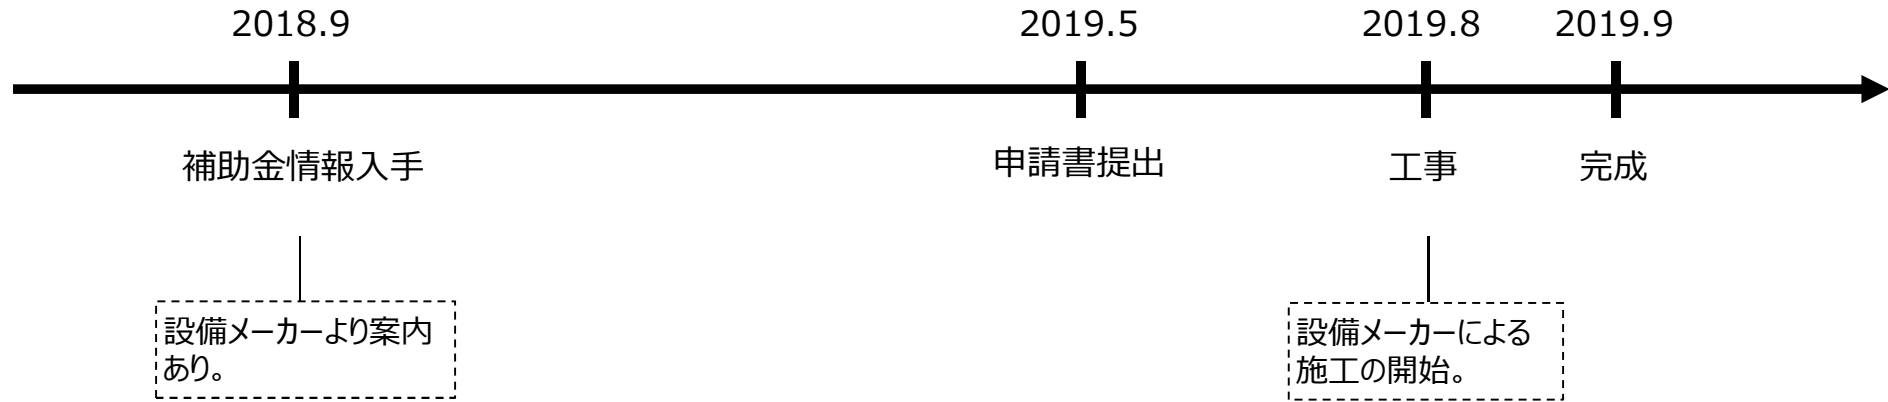 2018.9
2019.5
2019.8
2019.9
補助金情報入手
申請書提出
工事
完成
設備メーカーより案内
あり。
設備メーカーによる
施工の開始。